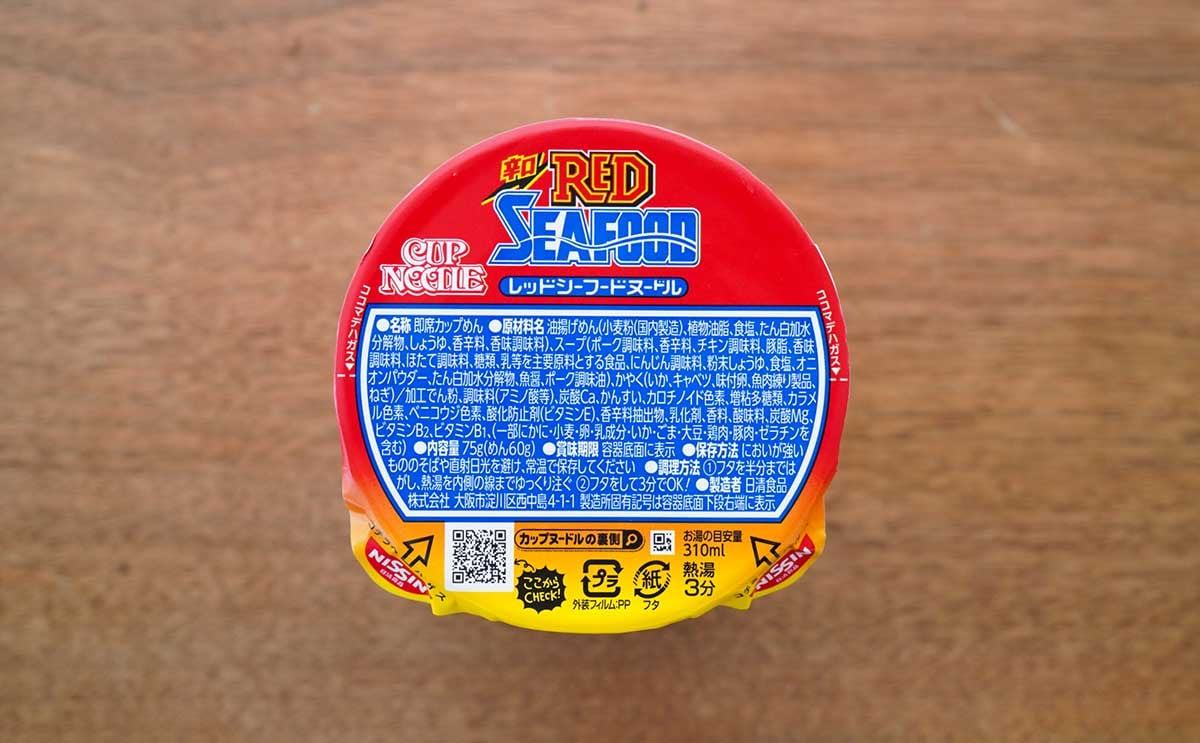 辛口
RED
SEAFOOD
CUP
NOODLE
レッドシーフードヌードル
ココマデハガス
ココマデハガス
●名称 即席カップめん ●原材料名 油揚げめん(小麦粉(国内製造)、植物油脂、食塩、たん白加水
分解物、しょうゆ、香辛料、香味調味料)、スープ(ポーク調味料、香辛料、チキン調味料、豚脂、香味
調味料、ほたて調味料、糖類、乳等を主要原料とする食品、にんじん調味料、粉末しょうゆ、食塩、オニ
オンパウダー、たん白加水分解物、魚醤、ポーク調味油)、かやく(いか、キャベツ、味付卵、魚肉練り製品、
ねぎ)/加工でん粉、調味料(アミノ酸等)、炭酸Ca、かんすい、カロチノイド色素、増粘多糖類、カラメ
ル色素、ベニコウジ色素、酸化防止剤(ビタミンE)、香辛料抽出物、乳化剤、香料、酸味料、炭酸Mg、
ビタミンB2、ビタミンB1、(一部にかに・小麦・卵・乳成分・いか・ごま・大豆・鶏肉・豚肉・ゼラチンを
含む) ●内容量 75g(めん60g) ●賞味期限 容器底面に表示 ●保存方法 においが強い
もののそばや直射日光を避け、常温で保存してください ●調理方法 ①フタを半分まではが
し、熱湯を内側の線までゆっくり注ぐ ②フタをして3分でOK! ●製造者 日清食品
株式会社 大阪市淀川区西中島4-1-1 製造所固有記号は容器底面下段右端に表示
カップヌードルの裏側
お湯の目安量
310ml
熱湯
3分
ここから
CHECK!
プラ
外装フィルム:PP
紙
フタ
NISSIN
日清食品
NISSIN